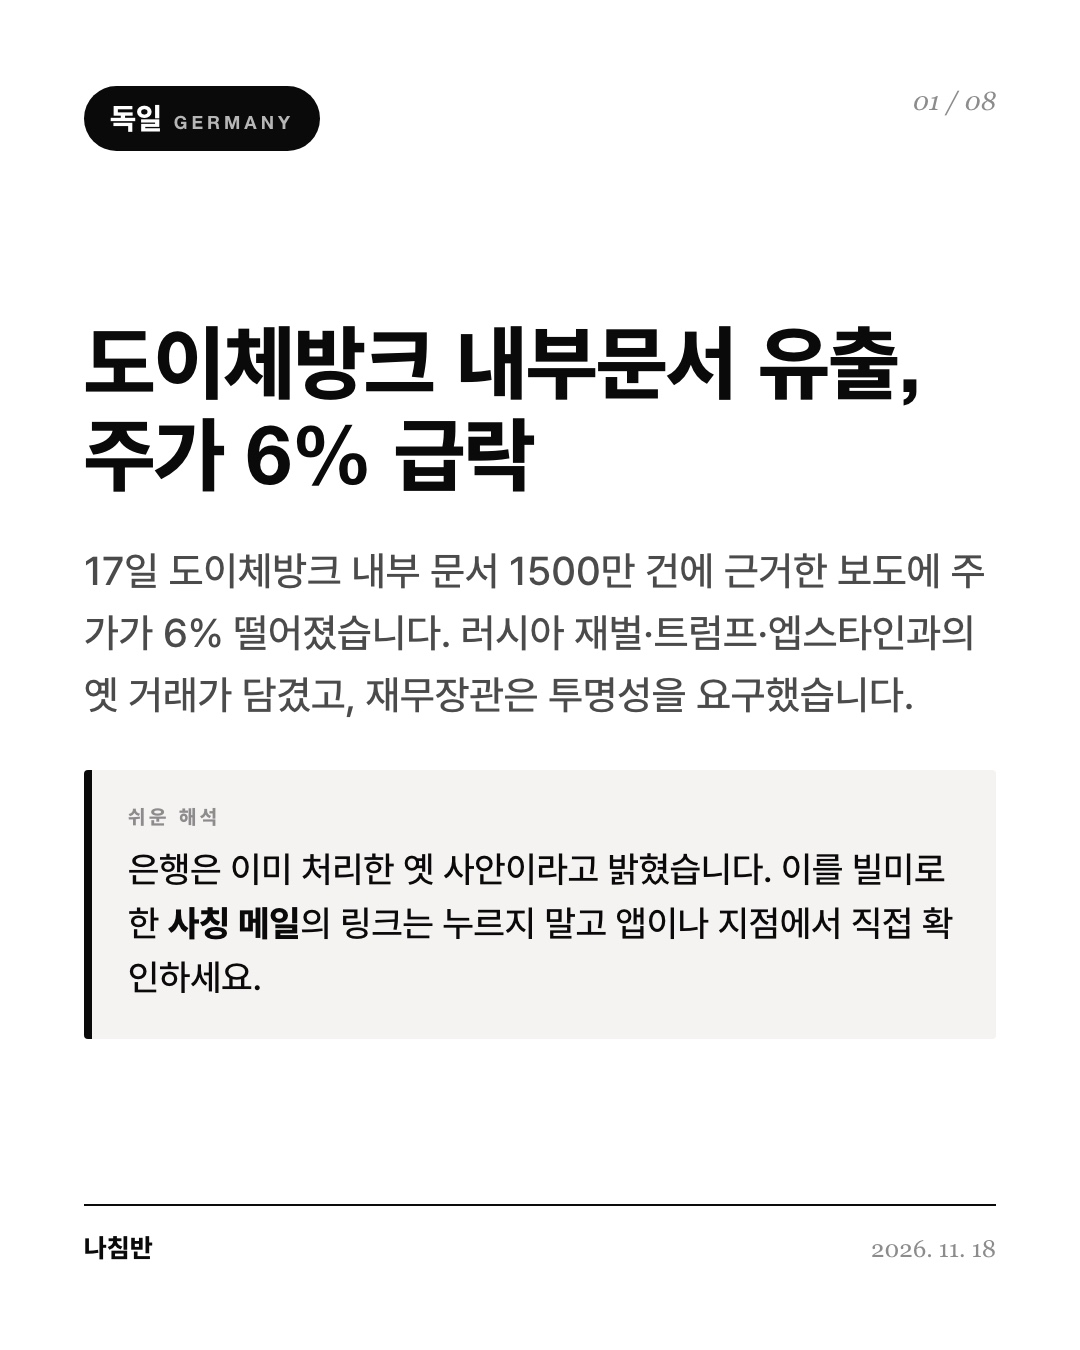 독일 GERMANY
01 / 08
도이체방크 내부문서 유출,
주가 6% 급락
17일 도이체방크 내부 문서 1500만 건에 근거한 보도에 주
가가 6% 떨어졌습니다. 러시아 재벌·트럼프·엡스타인과의
옛 거래가 담겼고, 재무장관은 투명성을 요구했습니다.
쉬운 해석
은행은 이미 처리한 옛 사안이라고 밝혔습니다. 이를 빌미로
한 사칭 메일의 링크는 누르지 말고 앱이나 지점에서 직접 확
인하세요.
나침반
2026. 11. 18